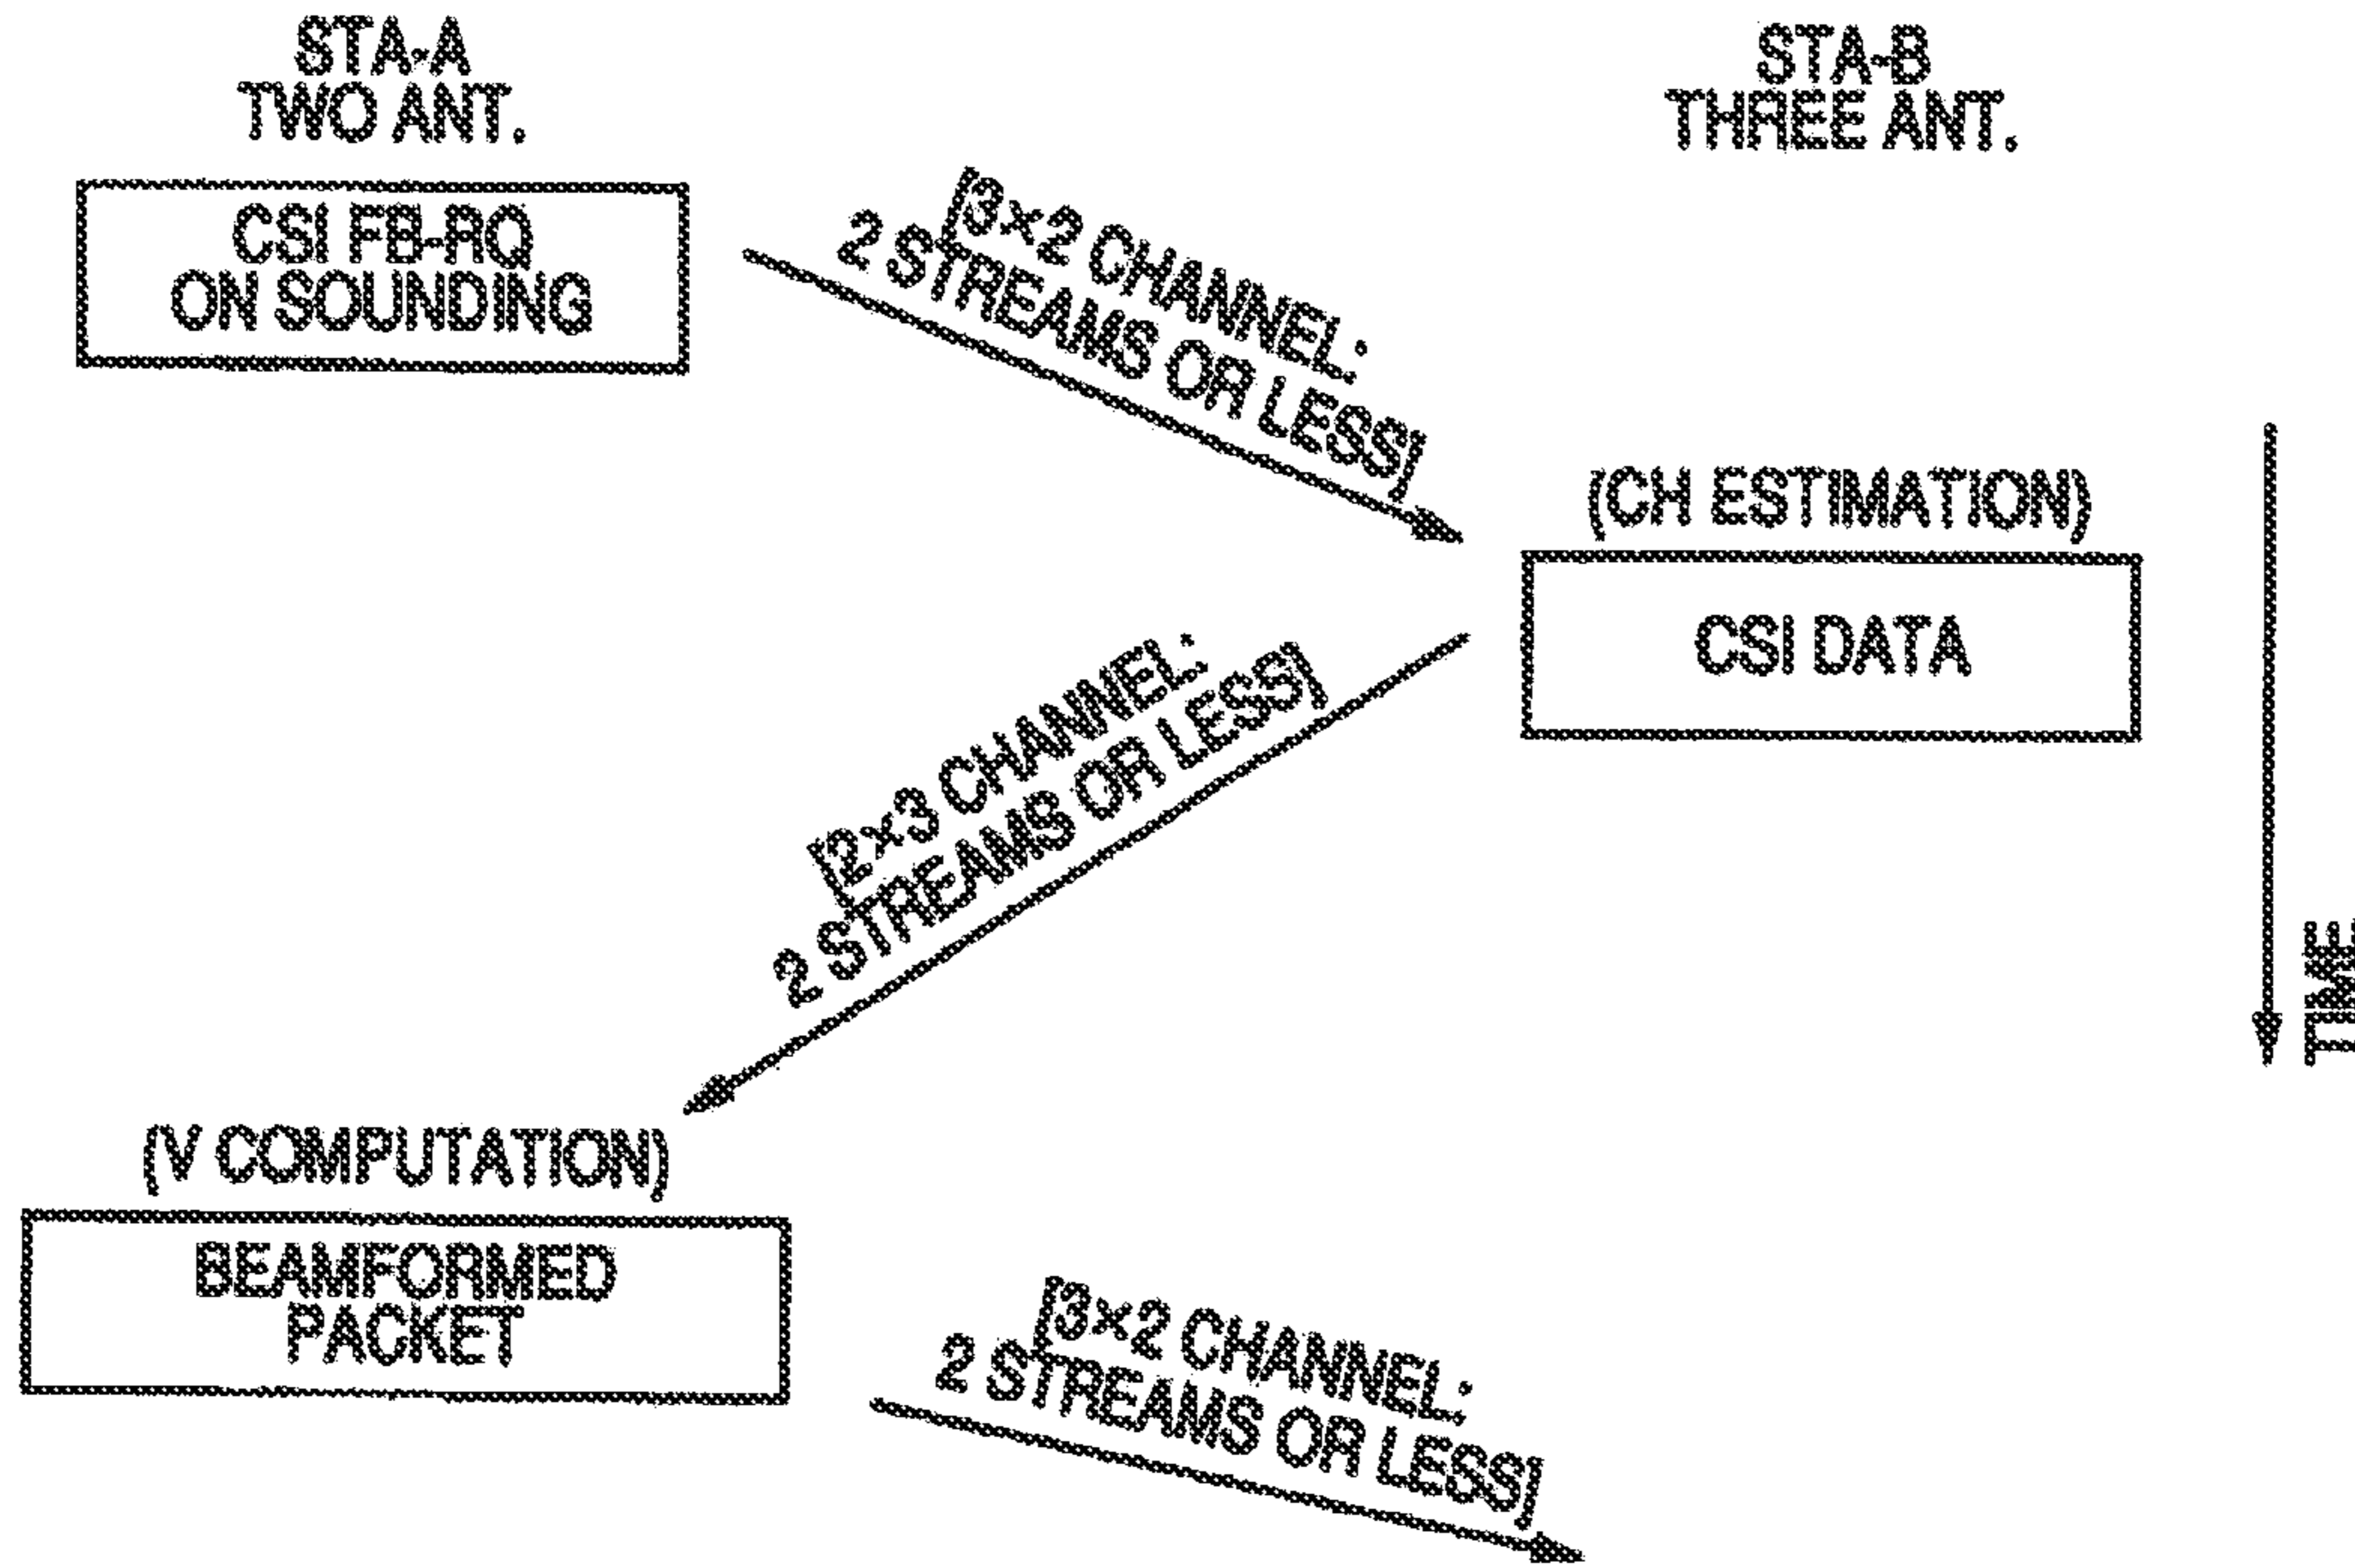 STA-A
TWO ANT.
STA-B
THREE ANT.
CSI FB-RQ
ON SOUNDING
[3×2 CHANNEL:
2 STREAMS OR LESS]
(CH ESTIMATION)
CSI DATA
[2×3 CHANNEL:
2 STREAMS OR LESS]
TIME
(V COMPUTATION)
BEAMFORMED
PACKET
[3×2 CHANNEL:
2 STREAMS OR LESS]